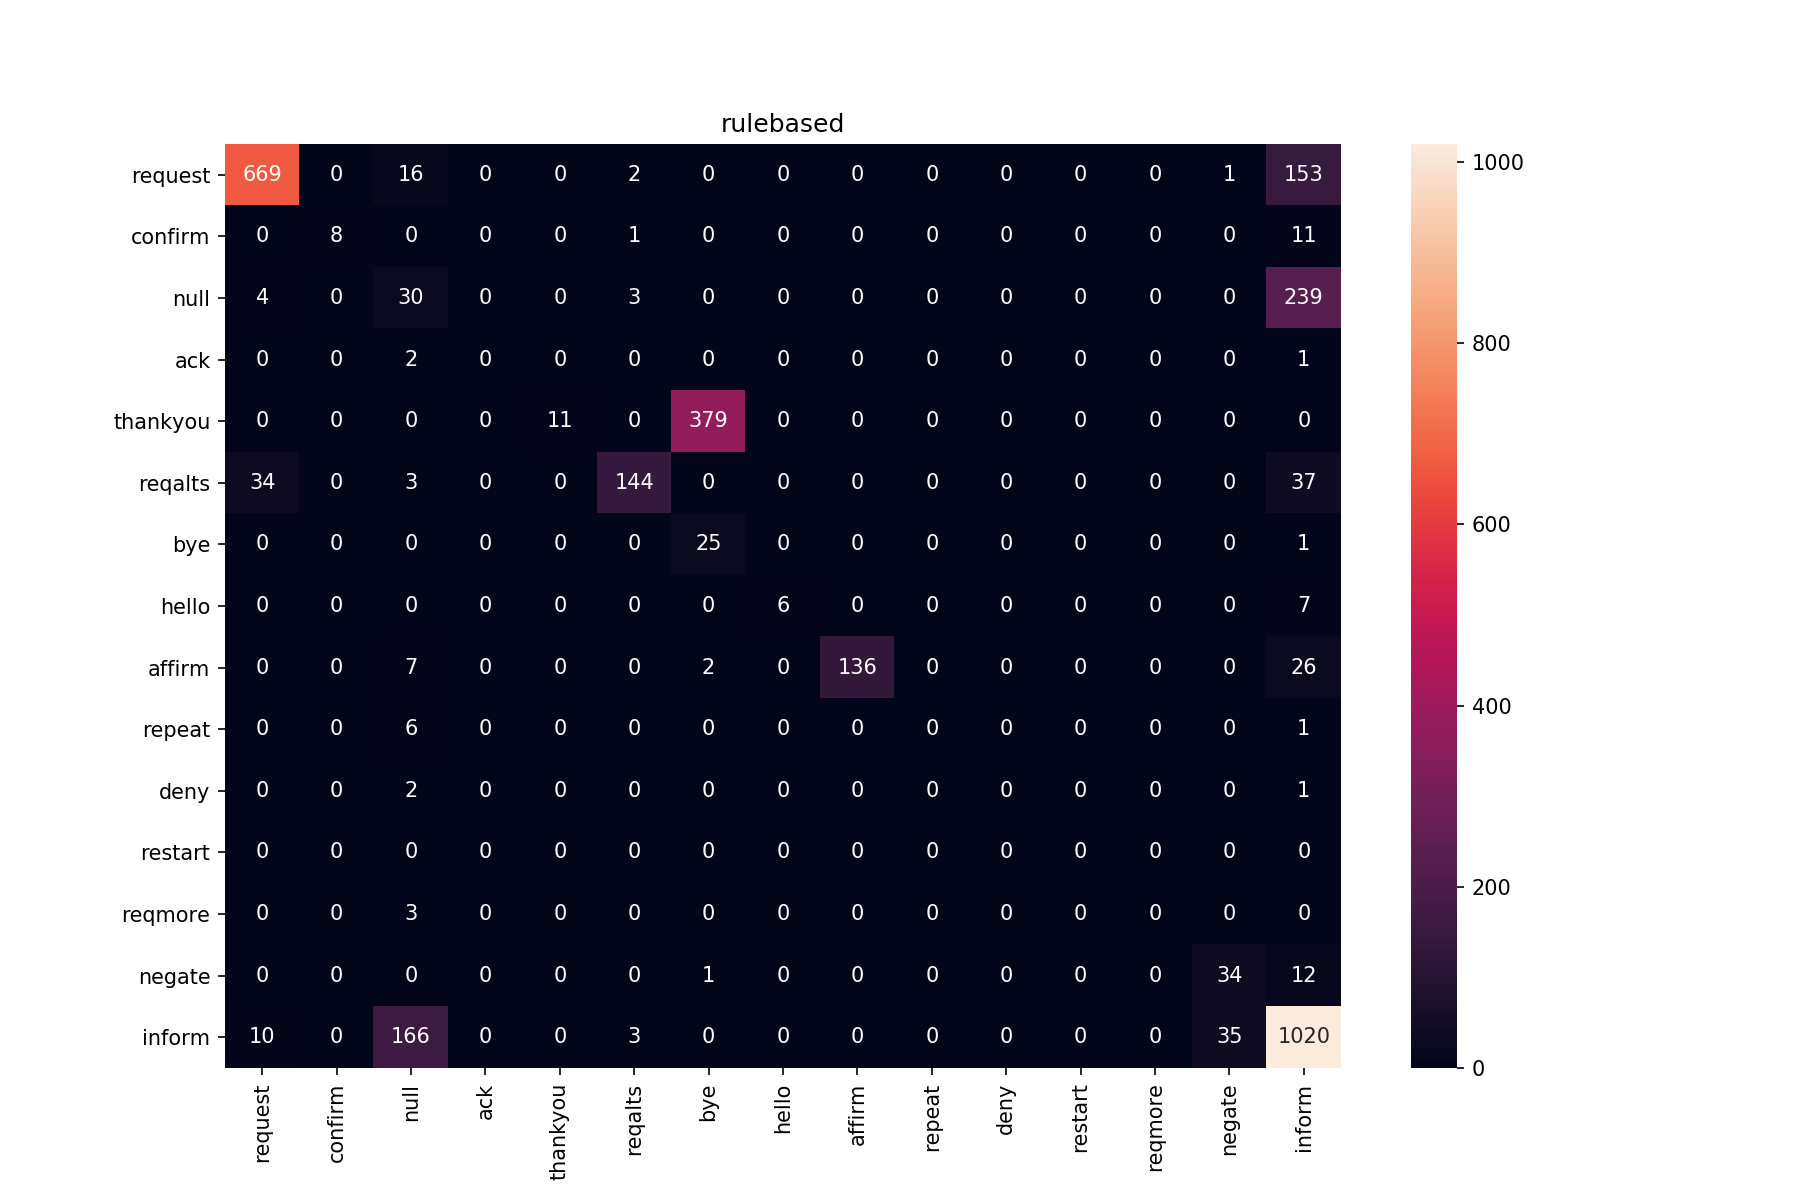 rulebased
request 669 0 16 0 0 2 0 0 0 0 0 0 0 1 153
confirm 0 8 0 0 0 1 0 0 0 0 0 0 0 0 11
null 4 0 30 0 0 3 0 0 0 0 0 0 0 0 239
ack 0 0 2 0 0 0 0 0 0 0 0 0 0 0 1
thankyou 0 0 0 0 11 0 379 0 0 0 0 0 0 0 0
reqalts 34 0 3 0 0 144 0 0 0 0 0 0 0 0 37
bye 0 0 0 0 0 0 25 0 0 0 0 0 0 0 1
hello 0 0 0 0 0 0 0 6 0 0 0 0 0 0 7
affirm 0 0 7 0 0 0 2 0 136 0 0 0 0 0 26
repeat 0 0 6 0 0 0 0 0 0 0 0 0 0 0 1
deny 0 0 2 0 0 0 0 0 0 0 0 0 0 0 1
restart 0 0 0 0 0 0 0 0 0 0 0 0 0 0 0
reqmore 0 0 3 0 0 0 0 0 0 0 0 0 0 0 0
negate 0 0 0 0 0 0 1 0 0 0 0 0 0 34 12
inform 10 0 166 0 0 3 0 0 0 0 0 0 0 35 1020
request confirm null ack thankyou reqalts bye hello affirm repeat deny restart reqmore negate inform
1000
800
600
400
200
0